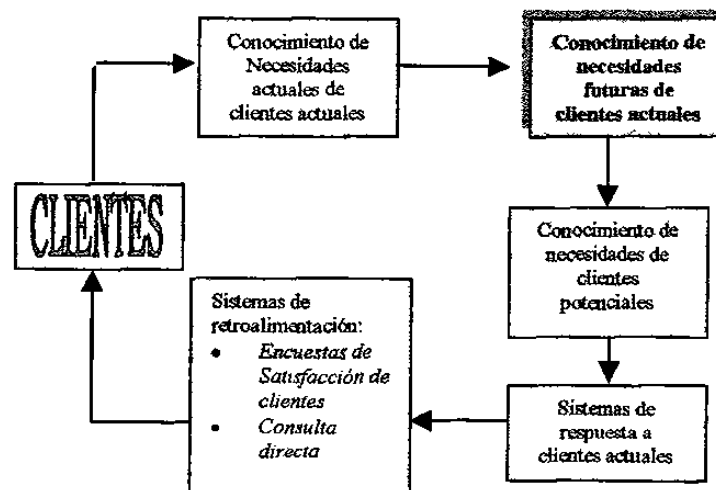 Conocimiento de
Necesidades
actuales de
clientes actuales
Conocimiento de
necesidades
futuras de
clientes actuales
CLIENTES
Conocimiento de
necesidades de
clientes
potenciales
Sistemas de
retroalimentación:
• Encuestas de
Satisfacción de
clientes
• Consulta
directa
Sistemas de
respuesta a
clientes actuales